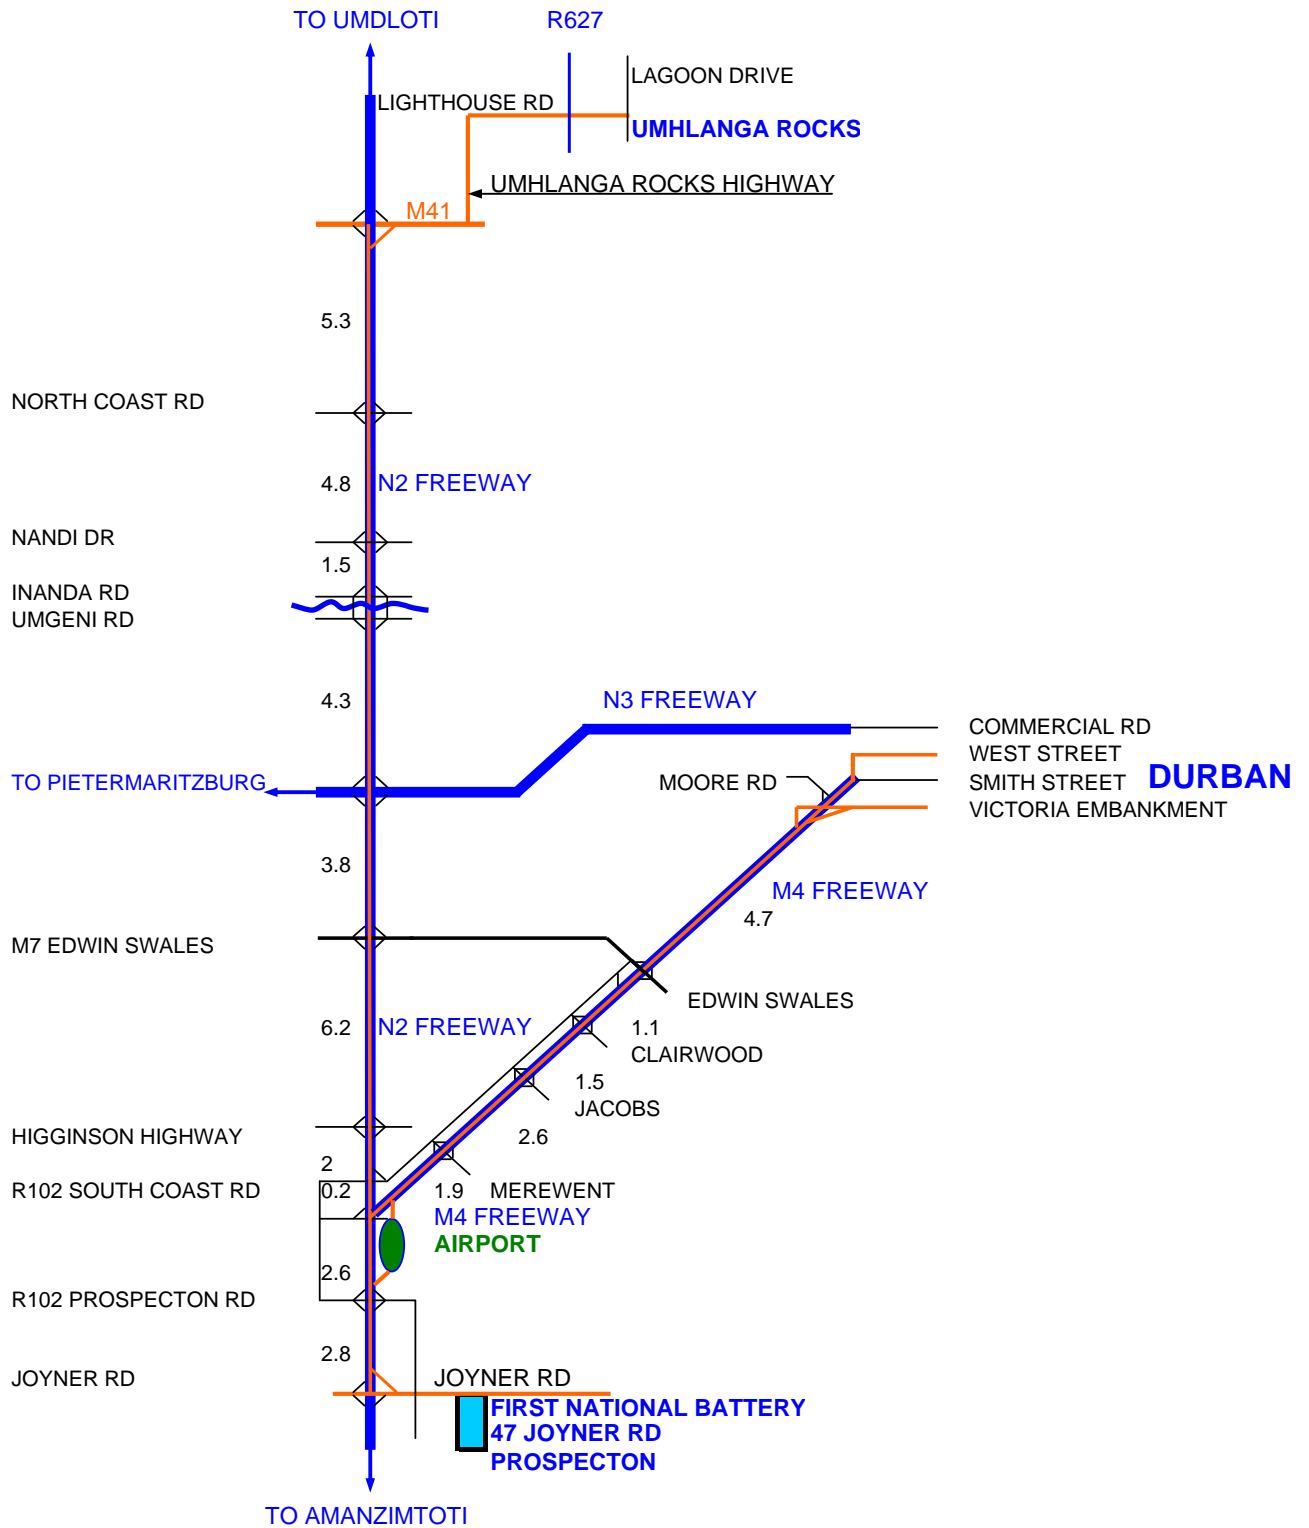 TO UMDLOTI
R627
LAGOON DRIVE
LIGHTHOUSE RD
UMHLANGA ROCKS
UMHLANGA ROCKS HIGHWAY
M41
5.3
NORTH COAST RD
4.8
N2 FREEWAY
NANDI DR
1.5
INANDA RD
UMGENI RD
4.3
N3 FREEWAY
COMMERCIAL RD
WEST STREET
TO PIETERMARITZBURG
MOORE RD
SMITH STREET
DURBAN
VICTORIA EMBANKMENT
3.8
M4 FREEWAY
4.7
M7 EDWIN SWALES
EDWIN SWALES
6.2
N2 FREEWAY
1.1
CLAIRWOOD
1.5
JACOBS
HIGGINSON HIGHWAY
2.6
2
R102 SOUTH COAST RD
0.2
1.9
MEREWENT
M4 FREEWAY
AIRPORT
2.6
R102 PROSPECTON RD
2.8
JOYNER RD
JOYNER RD
FIRST NATIONAL BATTERY
47 JOYNER RD
PROSPECTON
TO AMANZIMTOTI